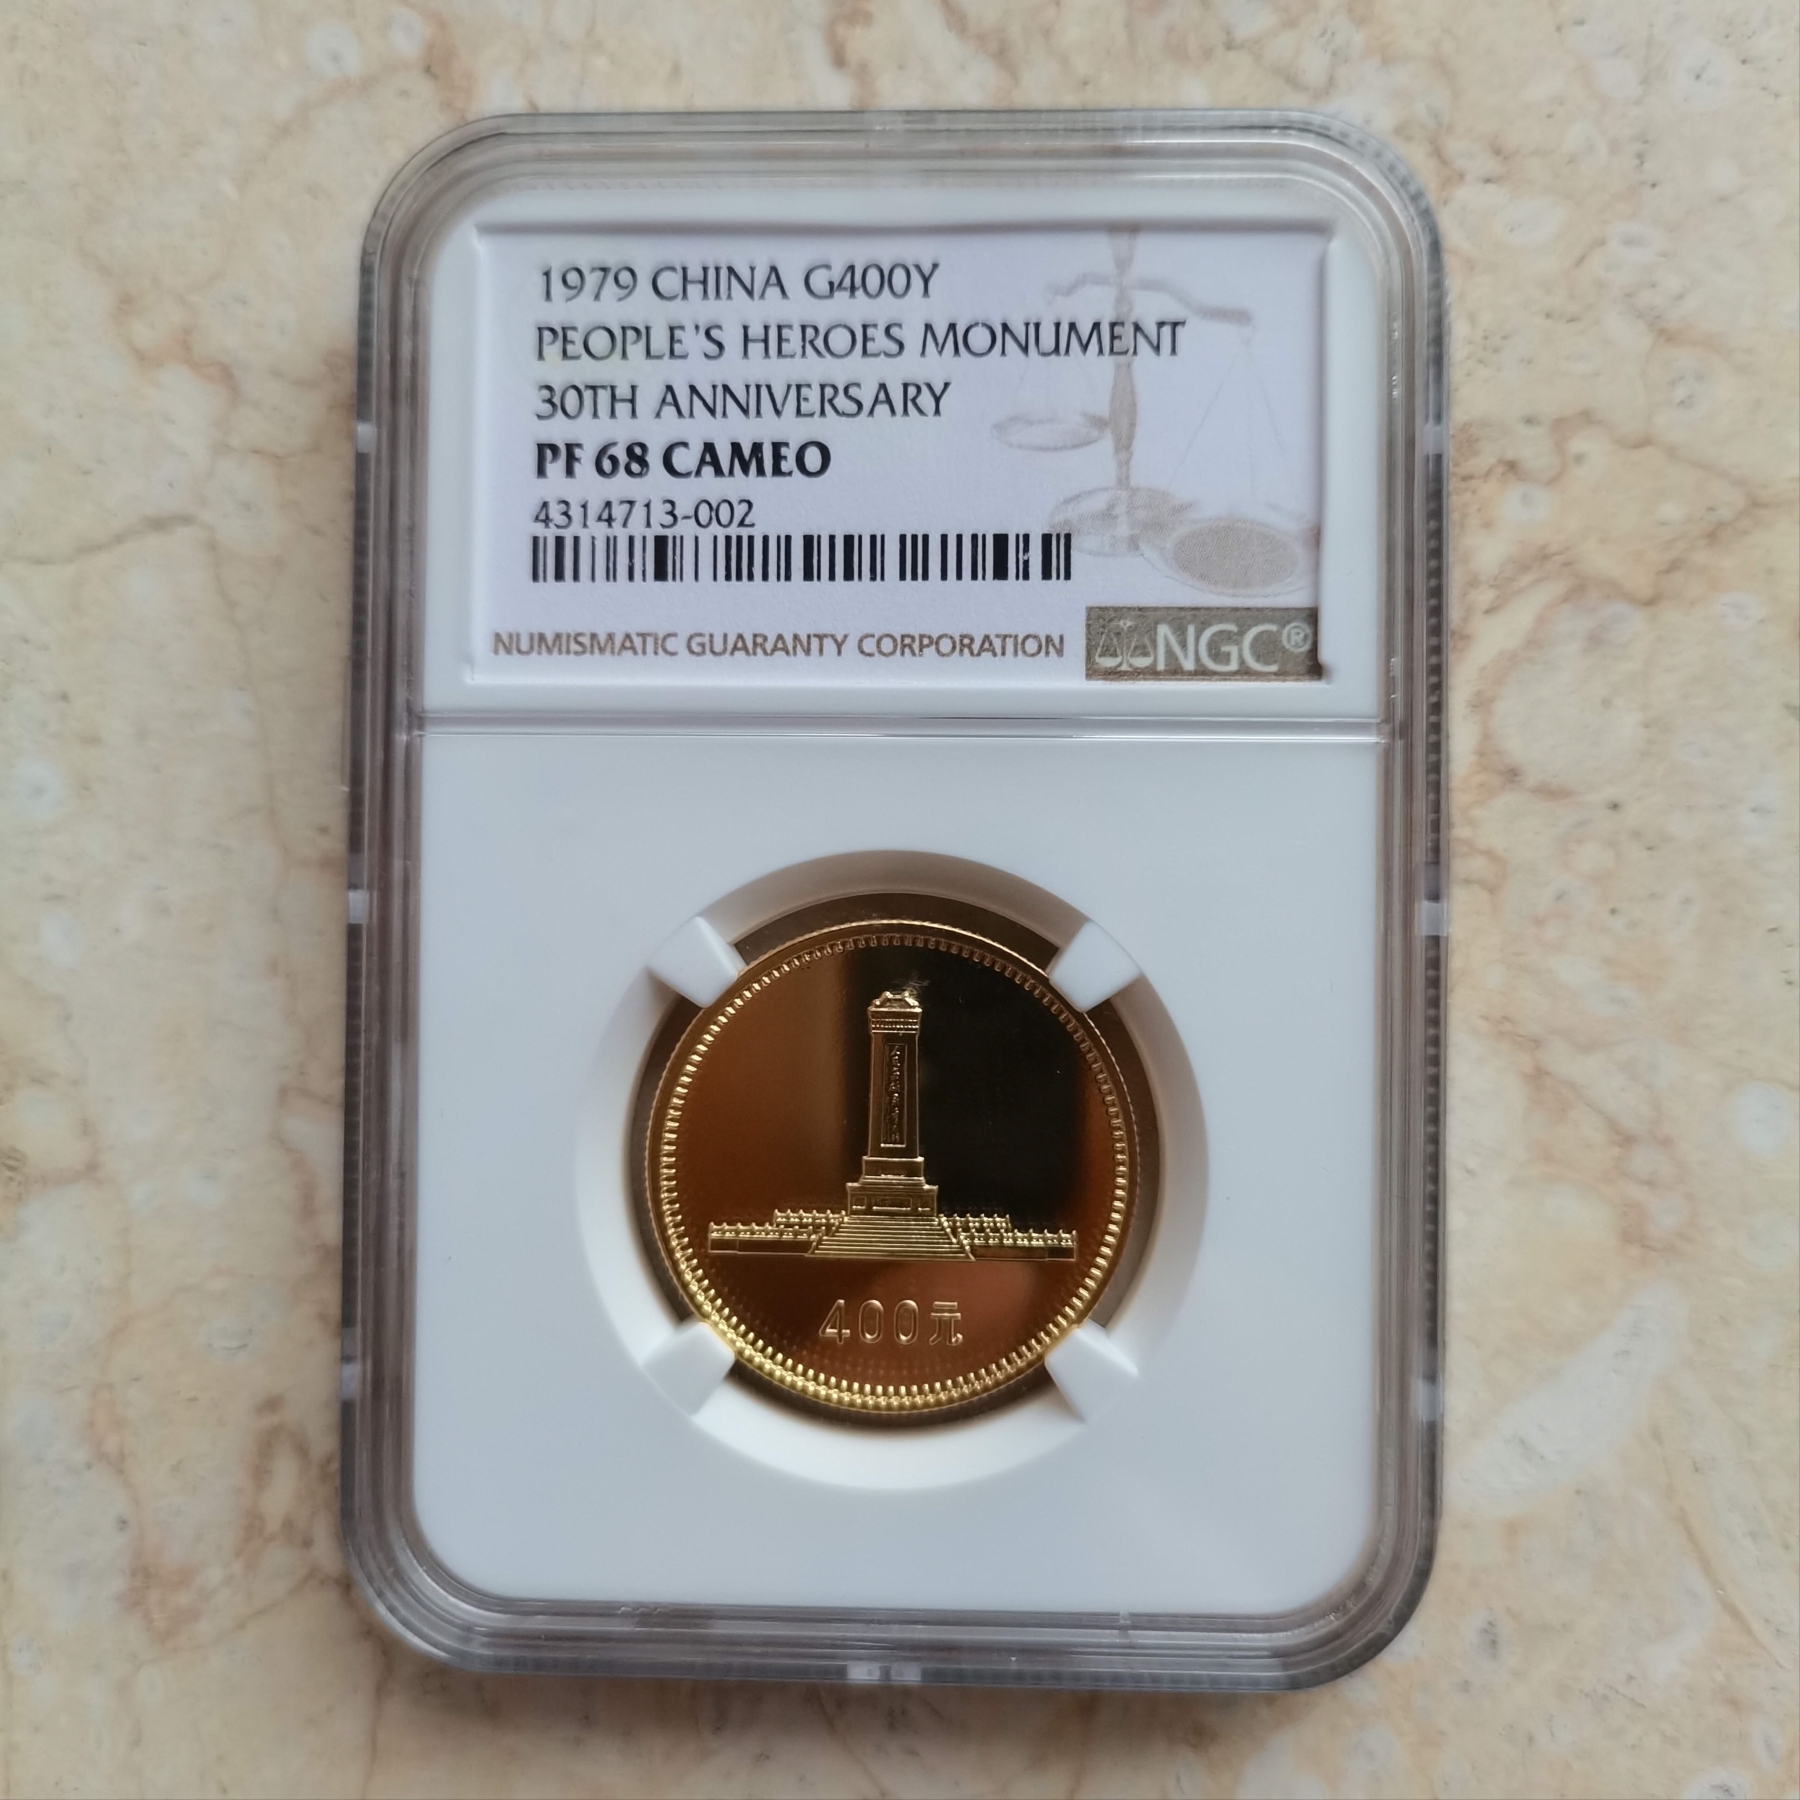 1979 CHINA G400Y
PEOPLE'S HEROES MONUMENT
30TH ANNIVERSARY
PF 68 CAMEO
4314713-002
NUMISMATIC GUARANTY CORPORATION
NGC®
400元